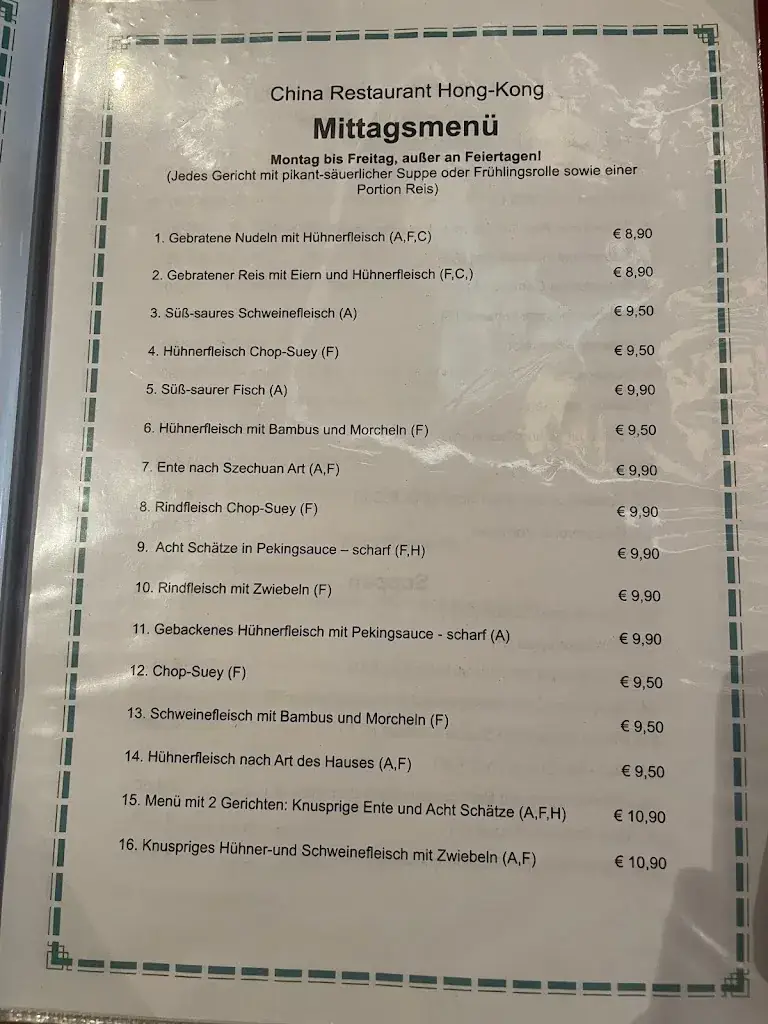 China Restaurant Hong-Kong
Mittagsmenü
Montag bis Freitag, außer an Feiertagen!
(Jedes Gericht mit pikant-säuerlicher Suppe oder Frühlingsrolle sowie einer
Portion Reis)
1. Gebratene Nudeln mit Hühnerfleisch (A,F,C) € 8,90
2. Gebratener Reis mit Eiern und Hühnerfleisch (F,C,) € 8,90
3. Süß-saures Schweinefleisch (A) € 9,50
4. Hühnerfleisch Chop-Suey (F) € 9,50
5. Süß-saurer Fisch (A) € 9,90
6. Hühnerfleisch mit Bambus und Morcheln (F) € 9,50
7. Ente nach Szechuan Art (A,F) € 9,90
8. Rindfleisch Chop-Suey (F) € 9,90
9. Acht Schätze in Pekingsauce – scharf (F,H) € 9,90
10. Rindfleisch mit Zwiebeln (F) € 9,90
11. Gebackenes Hühnerfleisch mit Pekingsauce - scharf (A) € 9,90
12. Chop-Suey (F) € 9,50
13. Schweinefleisch mit Bambus und Morcheln (F) € 9,50
14. Hühnerfleisch nach Art des Hauses (A,F) € 9,50
15. Menü mit 2 Gerichten: Knusprige Ente und Acht Schätze (A,F,H) € 10,90
16. Knuspriges Hühner-und Schweinefleisch mit Zwiebeln (A,F) € 10,90